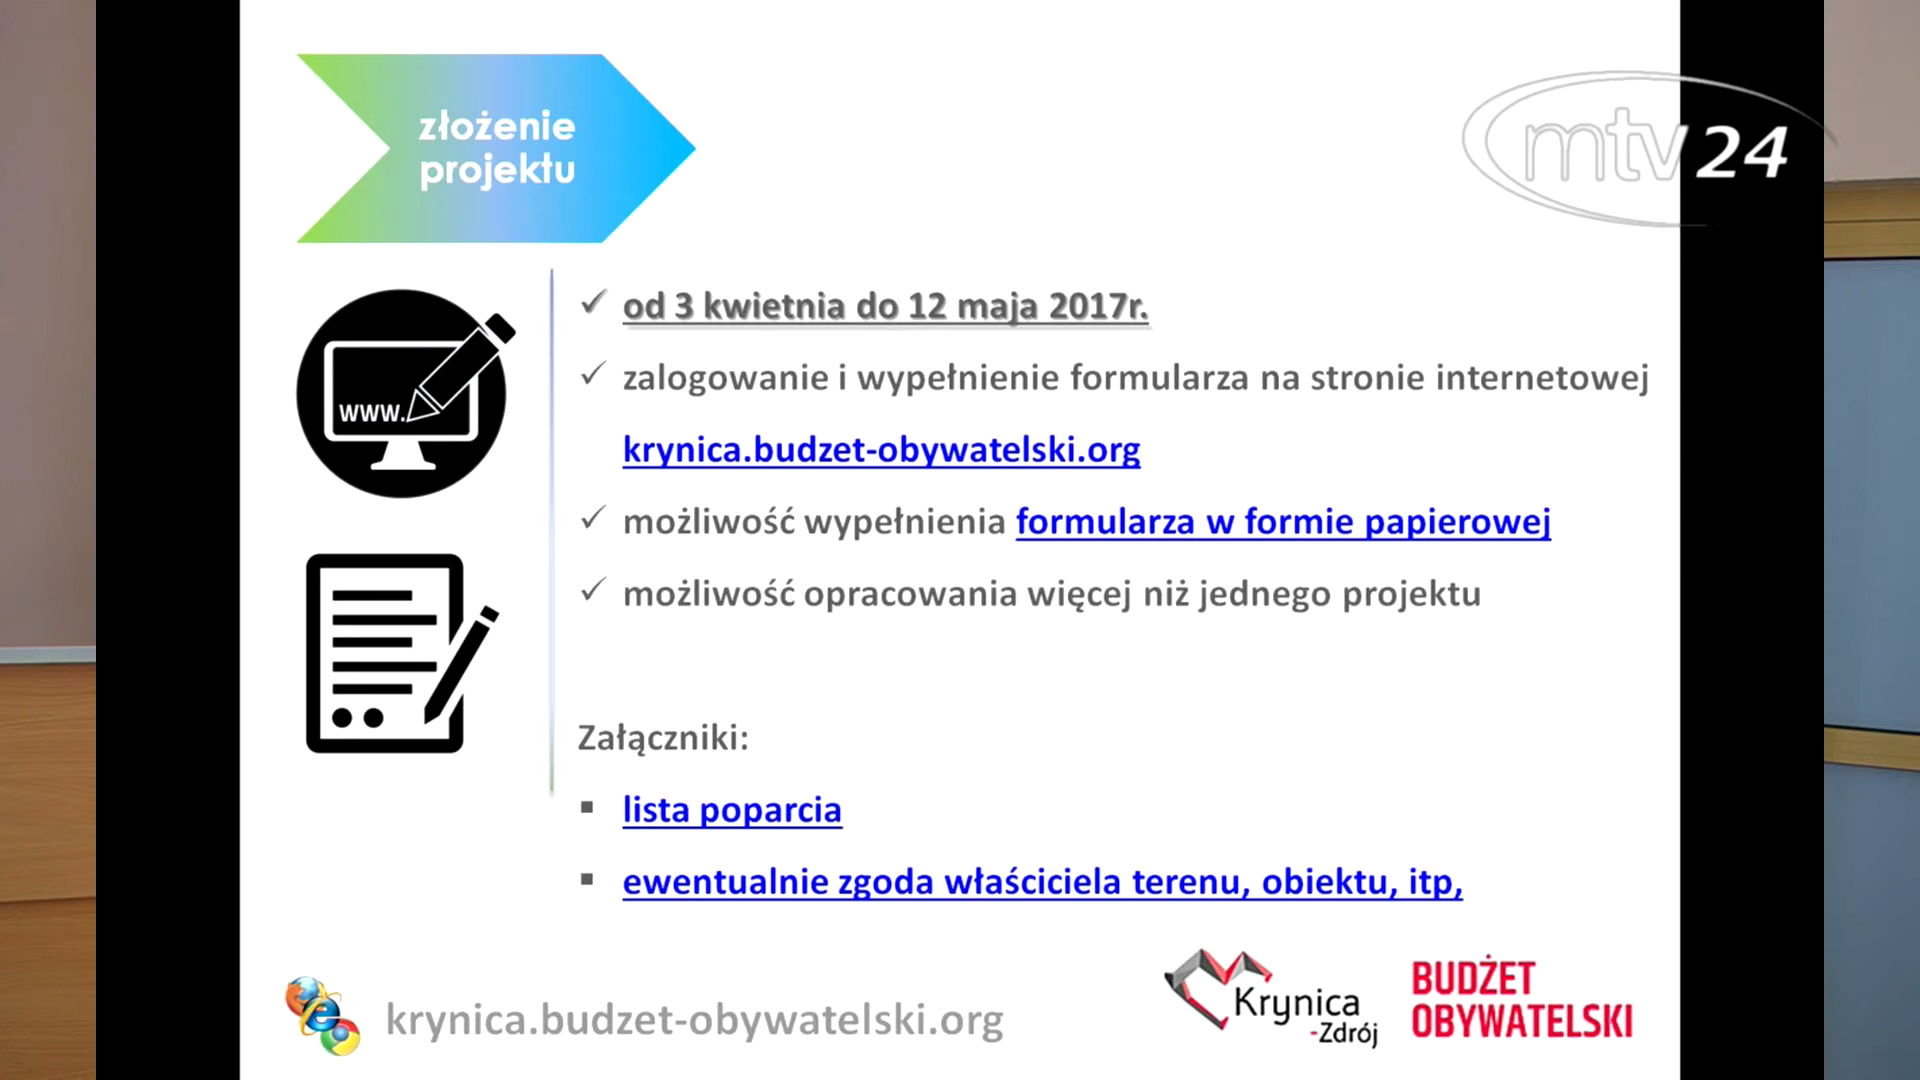 złożenie
projektu
mtv24
od 3 kwietnia do 12 maja 2017r.
zalogowanie i wypełnienie formularza na stronie internetowej
krynica.budzet-obywatelski.org
możliwość wypełnienia formularza w formie papierowej
możliwość opracowania więcej niż jednego projektu
www.
Załączniki:
lista poparcia
ewentualnie zgoda właściciela terenu, obiektu, itp,
krynica.budzet-obywatelski.org
Krynica
-Zdrój
BUDŻET
OBYWATELSKI